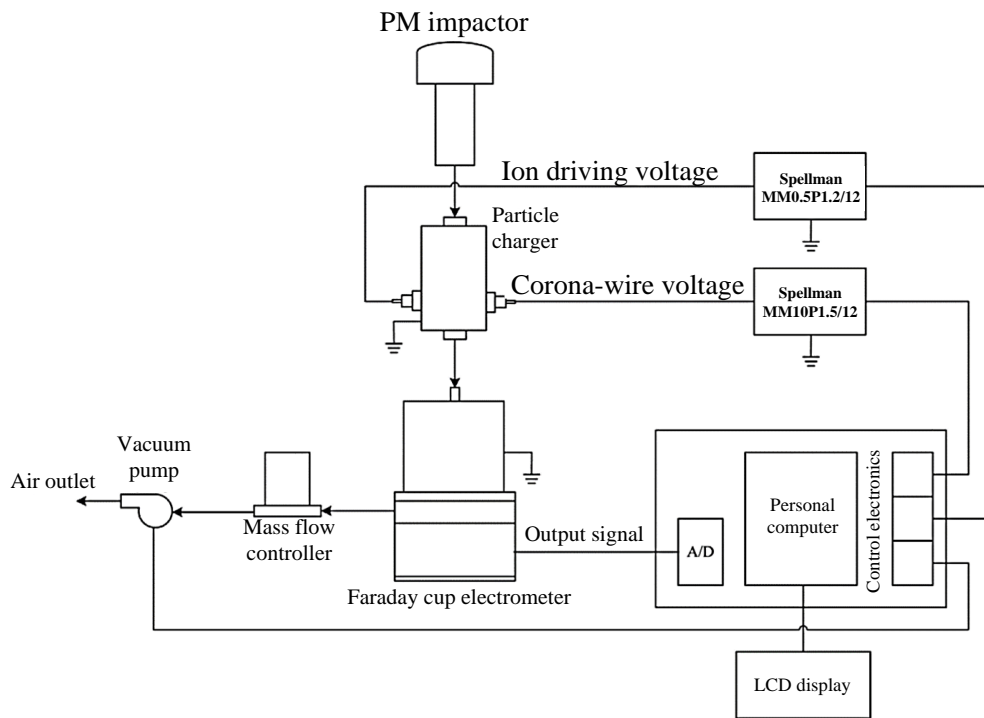 PM impactor
Ion driving voltage
Spellman
MM0.5P1.2/12
Particle
charger
Corona-wire voltage
Spellman
MM10P1.5/12
Vacuum
pump
Air outlet
Mass flow
controller
Output signal
Faraday cup electrometer
A/D
Personal
computer
Control electronics
LCD display